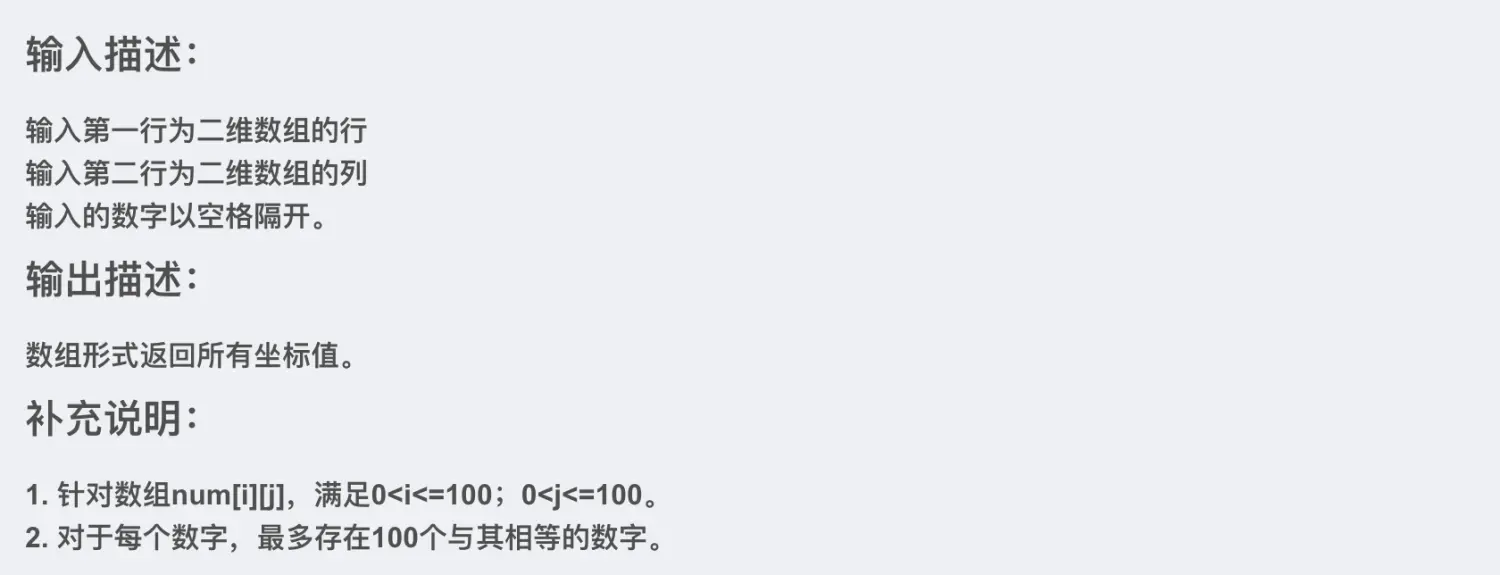 输入描述：
输入第一行为二维数组的行
输入第二行为二维数组的列
输入的数字以空格隔开。
输出描述：
数组形式返回所有坐标值。
补充说明：
1. 针对数组num[i][j]，满足0<i<=100；0<j<=100。
2. 对于每个数字，最多存在100个与其相等的数字。